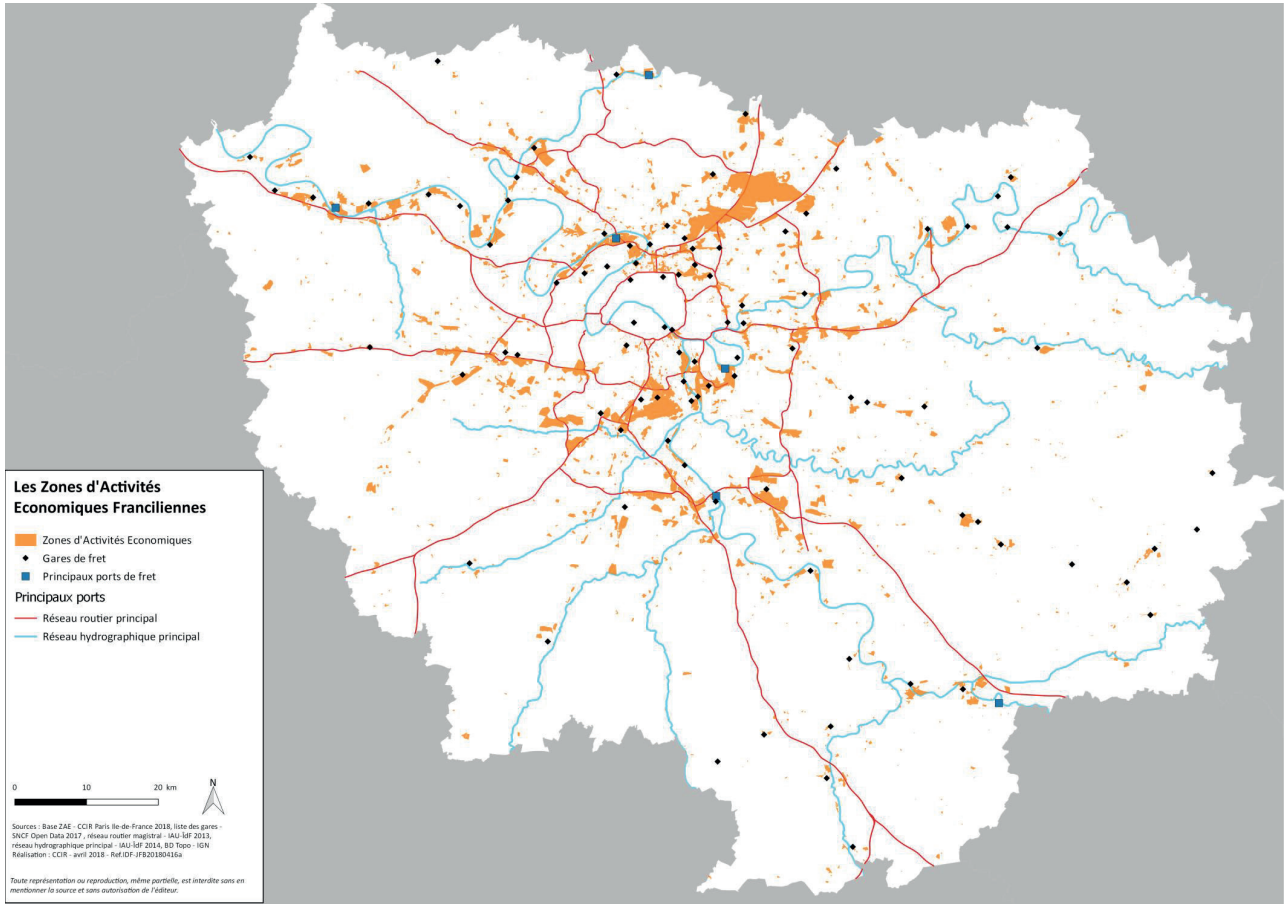 Les Zones d'Activités
Economiques Franciliennes
Zones d'Activités Economiques
Gares de fret
Principaux ports de fret
Principaux ports
Réseau routier principal
Réseau hydrographique principal
0 10 20 km
N
Sources : Base ZAE - CCIR Paris Ile-de-France 2018, liste des gares -
SNCF Open Data 2017 , réseau routier magistral - IAU-ÎdF 2013,
réseau hydrographique principal - IAU-ÎdF 2014, BD Topo - IGN
Réalisation : CCIR - avril 2018 - Ref.IDF-JFB20180416a
Toute représentation ou reproduction, même partielle, est interdite sans en
mentionner la source et sans autorisation de l'éditeur.